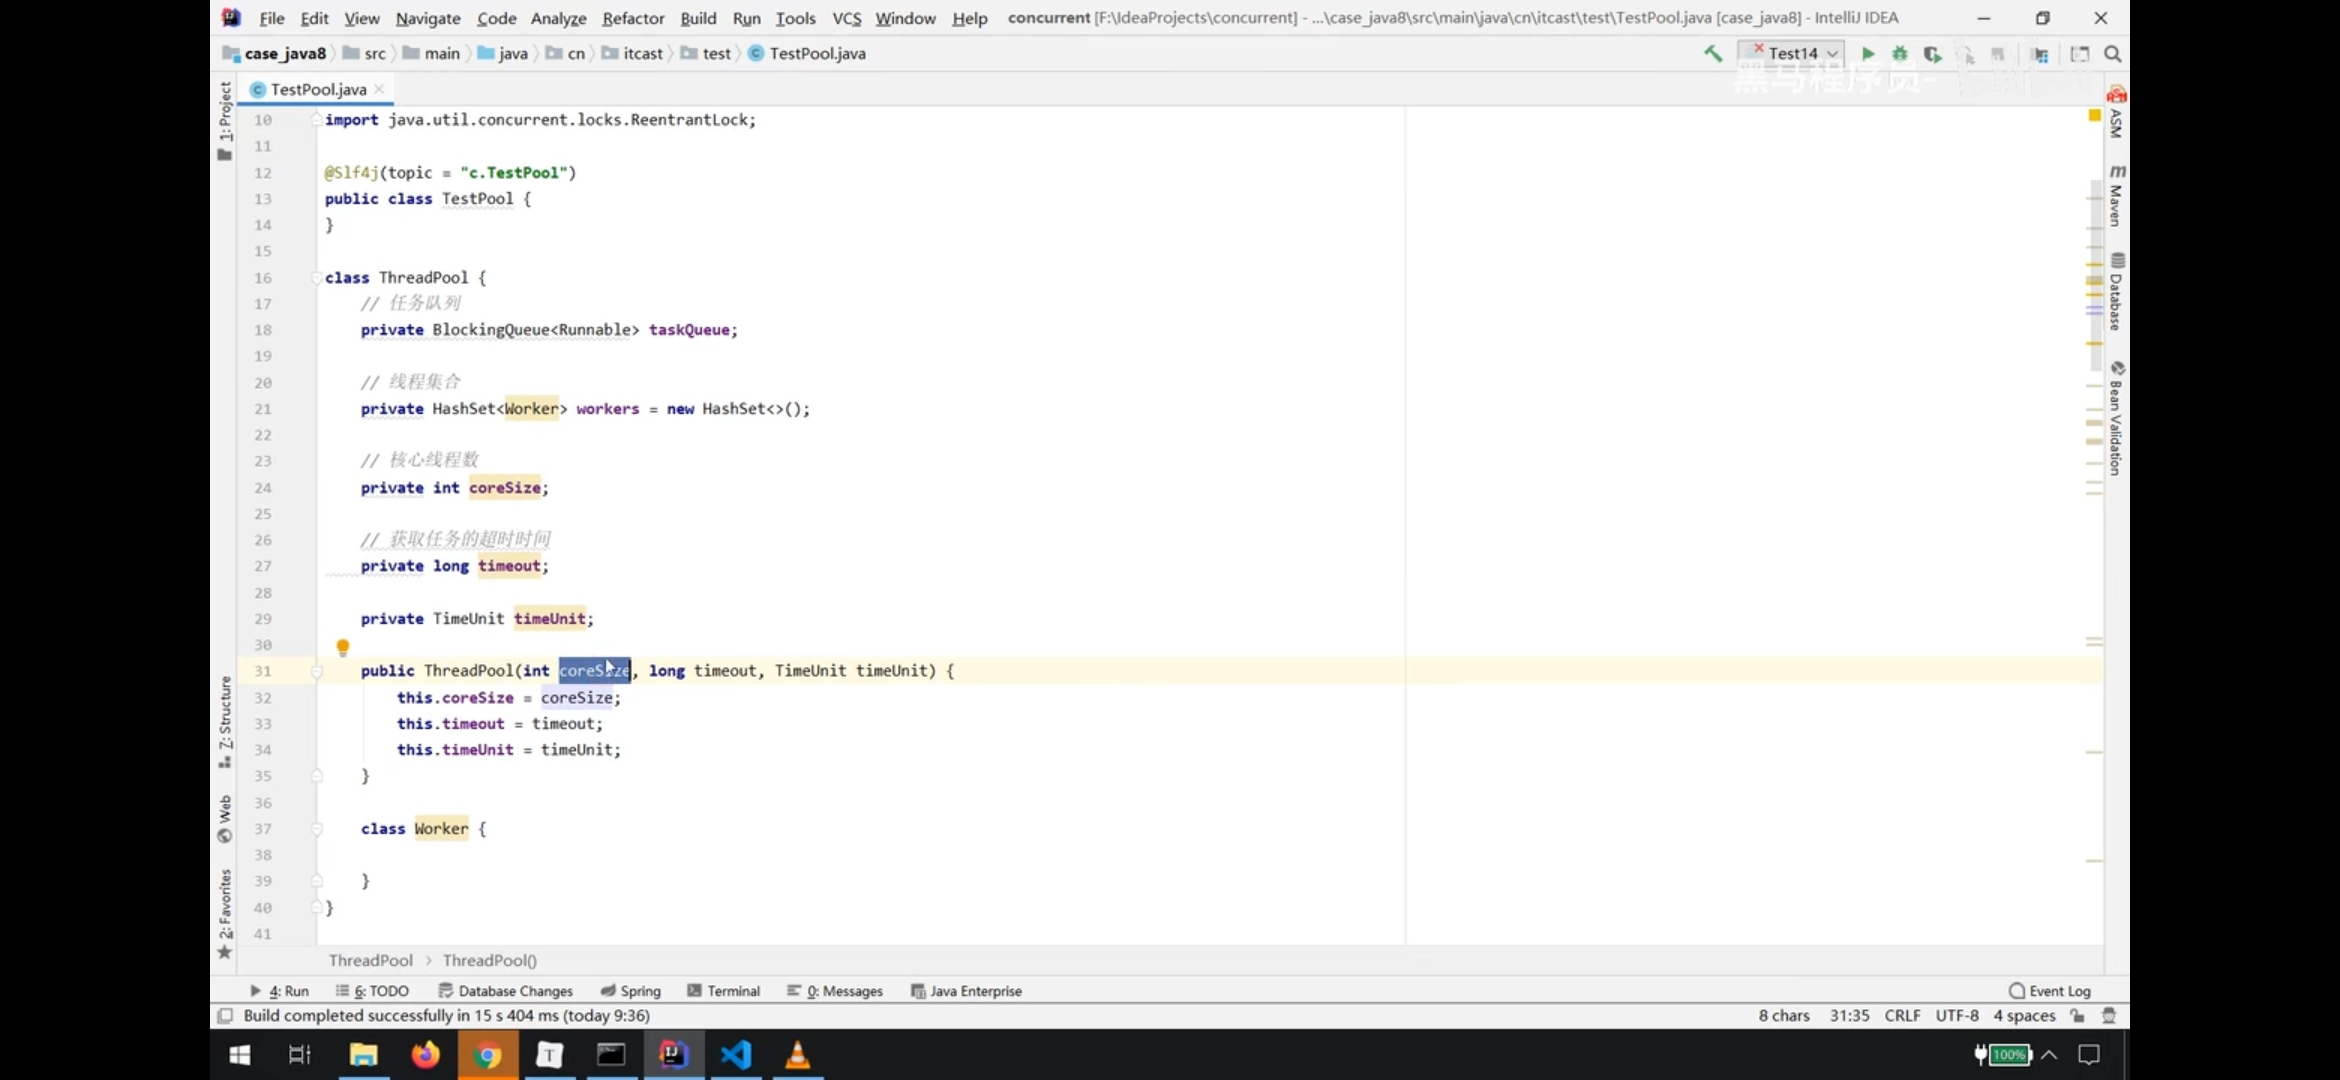 File Edit View Navigate Code Analyze Refactor Build Run Tools VCS Window Help concurrent [F:\IdeaProjects\concurrent] - ...\case_java8\src\main\java\cn\itcast\test\TestPool.java [case_java8] - IntelliJ IDEA
case_java8 src main java cn itcast test TestPool.java Test14
黑马程序员-
TestPool.java
1: Project
Z: Structure
Web
2: Favorites
10 import java.util.concurrent.locks.ReentrantLock;
11
12 @Slf4j(topic = "c.TestPool")
13 public class TestPool {
14 }
15
16 class ThreadPool {
17 // 任务队列
18 private BlockingQueue<Runnable> taskQueue;
19
20 // 线程集合
21 private HashSet<Worker> workers = new HashSet<>();
22
23 // 核心线程数
24 private int coreSize;
25
26 // 获取任务的超时时间
27 private long timeout;
28
29 private TimeUnit timeUnit;
30
31 public ThreadPool(int coreSize, long timeout, TimeUnit timeUnit) {
32 this.coreSize = coreSize;
33 this.timeout = timeout;
34 this.timeUnit = timeUnit;
35 }
36
37 class Worker {
38
39 }
40 }
41
ASM
Maven
Database
Bean Validation
ThreadPool › ThreadPool()
4: Run 6: TODO Database Changes Spring Terminal 0: Messages Java Enterprise Event Log
Build completed successfully in 15 s 404 ms (today 9:36) 8 chars 31:35 CRLF UTF-8 4 spaces
100%